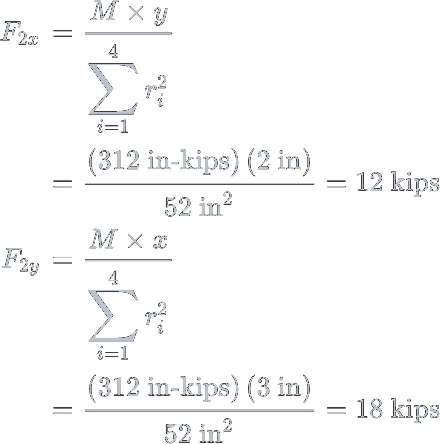 F_{2x} = \frac{M \times y}{\sum_{i=1}^{4} r_i^2}
= \frac{(312 \text{ in-kips})(2 \text{ in})}{52 \text{ in}^2} = 12 \text{ kips}
F_{2y} = \frac{M \times x}{\sum_{i=1}^{4} r_i^2}
= \frac{(312 \text{ in-kips})(3 \text{ in})}{52 \text{ in}^2} = 18 \text{ kips}